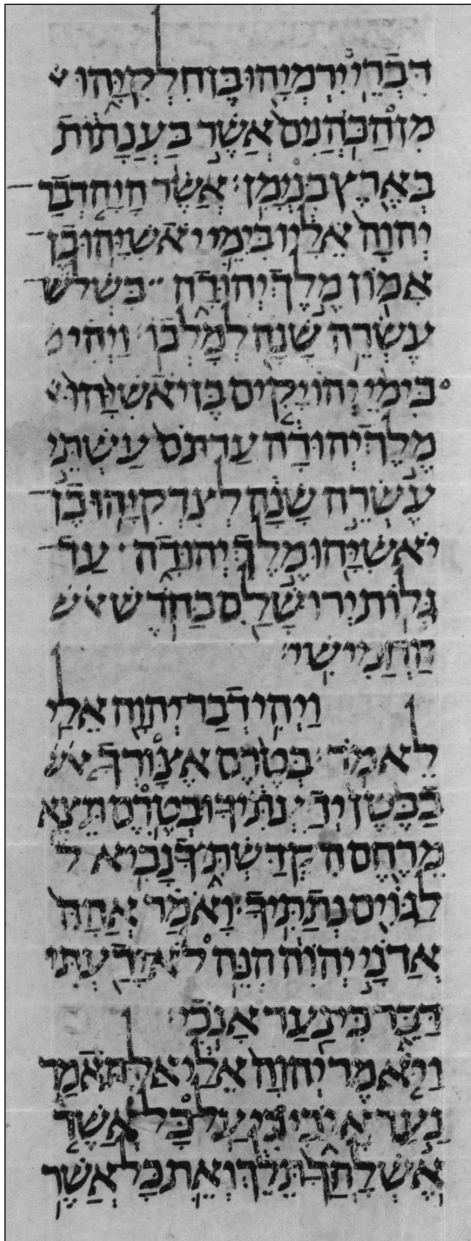 דברי ירמיהו בן חלקיהו
מן הכהנים אשר בענתות
בארץ בנימן׃ אשר היה דבר
יהוה אליו בימי יאשיהו בן
אמון מלך יהודה בשלש
עשרה שנה למלכו׃ ויהי
בימי יהויקים בן יאשיהו
מלך יהודה עד תם עשתי
עשרה שנה לצדקיהו בן
יאשיהו מלך יהודה עד
גלות ירושלם בחדש
החמישי׃
ויהי דבר יהוה אלי
לאמר׃ בטרם אצורך
בבטן ידעתיך ובטרם תצא
מרחם הקדשתיך נביא
לגוים נתתיך׃ ואמר אהה
אדני יהוה הנה לא ידעתי
דבר כי נער אנכי׃
ויאמר יהוה אלי אל תאמר
נער אנכי כי על כל אשר
אשלחך תלך ואת כל אשר